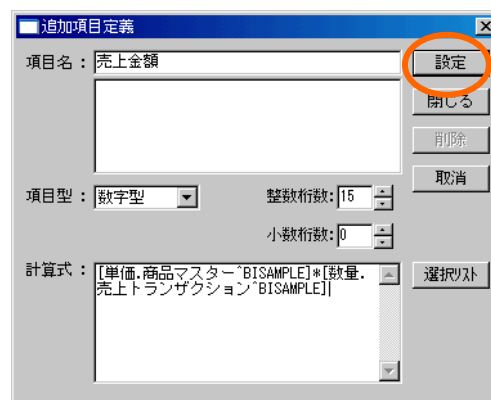 追加項目定義
項目名： 売上金額 設定
閉じる
削除
取消
項目型： 数字型 整数桁数: 15
小数桁数: 0
計算式： [単価.商品マスター^BISAMPLE]*[数量. 選択リスト
売上トランザクション^BISAMPLE]